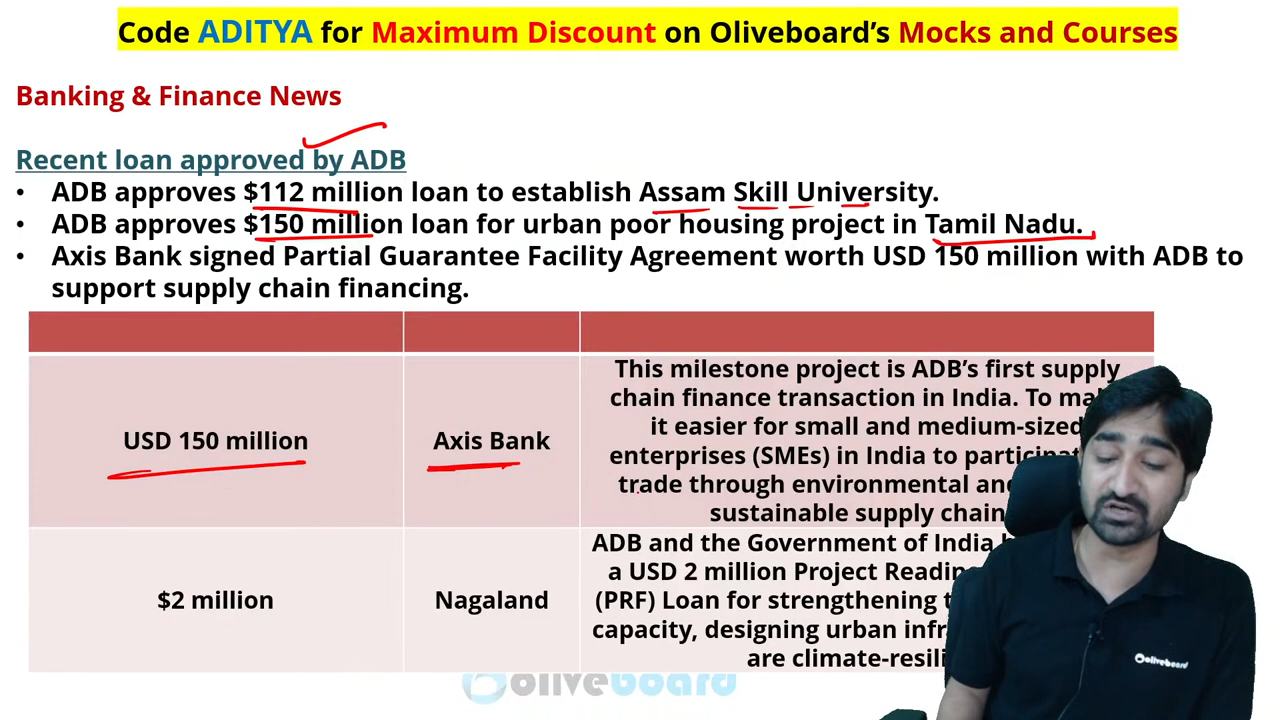 Code ADITYA for Maximum Discount on Oliveboard's Mocks and Courses
Banking & Finance News
Recent loan approved by ADB
• ADB approves $112 million loan to establish Assam Skill University.
• ADB approves $150 million loan for urban poor housing project in Tamil Nadu.
• Axis Bank signed Partial Guarantee Facility Agreement worth USD 150 million with ADB to
support supply chain financing.
USD 150 million
Axis Bank
This milestone project is ADB's first supply
chain finance transaction in India. To
it easier for small and medium-sized
enterprises (SMEs) in India to
trade through environmental
sustainable supply chain
$2 million
Nagaland
ADB and the Government of India
a USD 2 million Project
(PRF) Loan for strengthening
capacity, designing urban
are
oliveboard
oliveboard